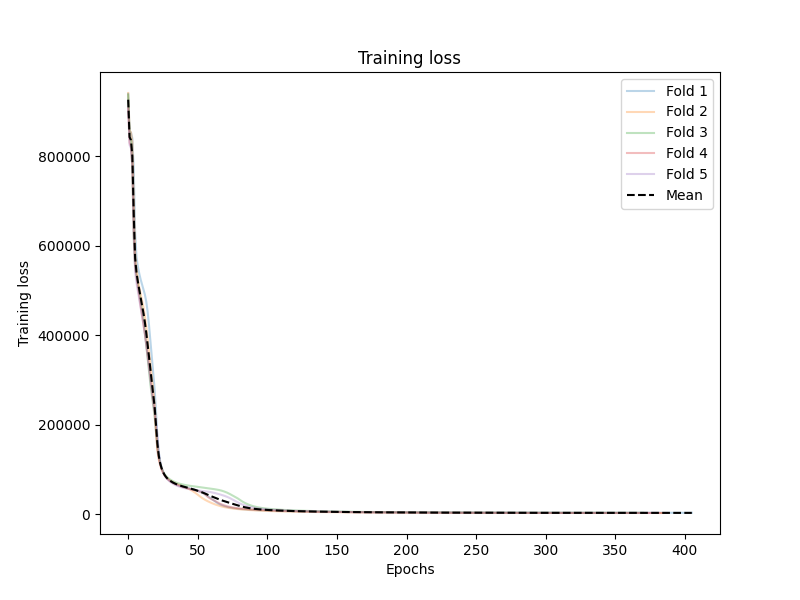 Training loss
Fold 1
Fold 2
Fold 3
Fold 4
Fold 5
Mean
Training loss
800000
600000
400000
200000
0
0 50 100 150 200 250 300 350 400
Epochs